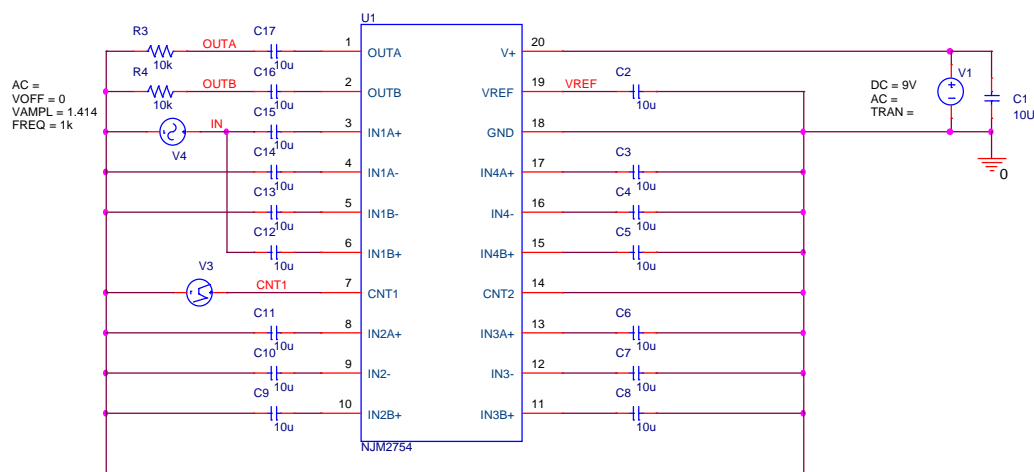 U1
R3
10k
OUTA
C17
10u
1
OUTA
V+
20
R4
10k
OUTB
C16
10u
2
OUTB
VREF
19
VREF
C2
10u
DC = 9V
AC =
TRAN =
V1
C1
10U
0
AC =
VOFF = 0
VAMPL = 1.414
FREQ = 1k
V4
IN
C15
10u
3
IN1A+
GND
18
C14
10u
4
IN1A-
IN4A+
17
C3
10u
C13
10u
5
IN1B-
IN4-
16
C4
10u
C12
10u
6
IN1B+
IN4B+
15
C5
10u
V3
CNT1
7
CNT1
CNT2
14
C11
10u
8
IN2A+
IN3A+
13
C6
10u
C10
10u
9
IN2-
IN3-
12
C7
10u
C9
10u
10
IN2B+
IN3B+
11
C8
10u
NJM2754